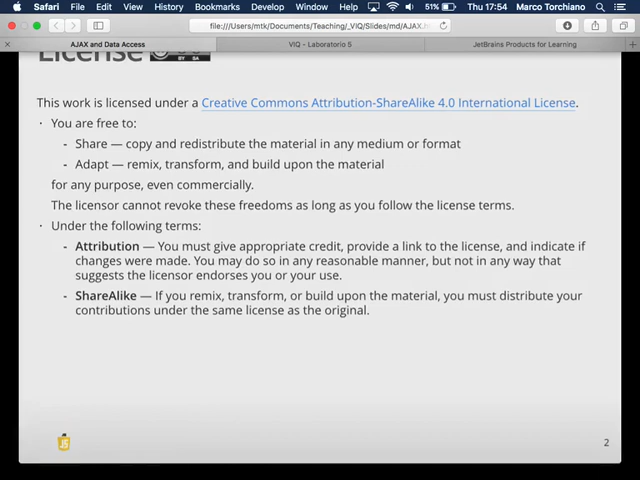 Safari File Edit View History Bookmarks Develop Window Help 51% Thu 17:54 Marco Torchiano
file:///Users/mtk/Documents/Teaching/_VIQ/Slides/md/AJAX.h
AJAX and Data Access VIQ - Laboratorio 5 JetBrains Products for Learning
License BY SA
This work is licensed under a Creative Commons Attribution-ShareAlike 4.0 International License.
· You are free to:
- Share — copy and redistribute the material in any medium or format
- Adapt — remix, transform, and build upon the material
for any purpose, even commercially.
The licensor cannot revoke these freedoms as long as you follow the license terms.
· Under the following terms:
- Attribution — You must give appropriate credit, provide a link to the license, and indicate if
changes were made. You may do so in any reasonable manner, but not in any way that
suggests the licensor endorses you or your use.
- ShareAlike — If you remix, transform, or build upon the material, you must distribute your
contributions under the same license as the original.
JS 2